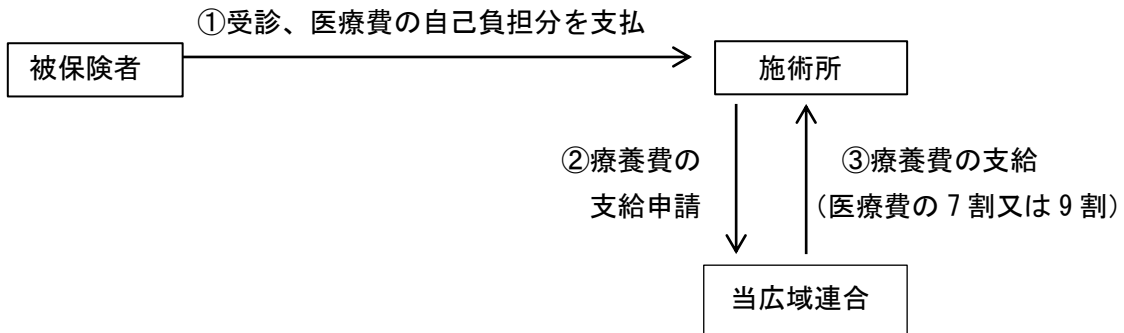 ①受診、医療費の自己負担分を支払
被保険者
施術所
②療養費の
支給申請
③療養費の支給
（医療費の７割又は９割）
当広域連合